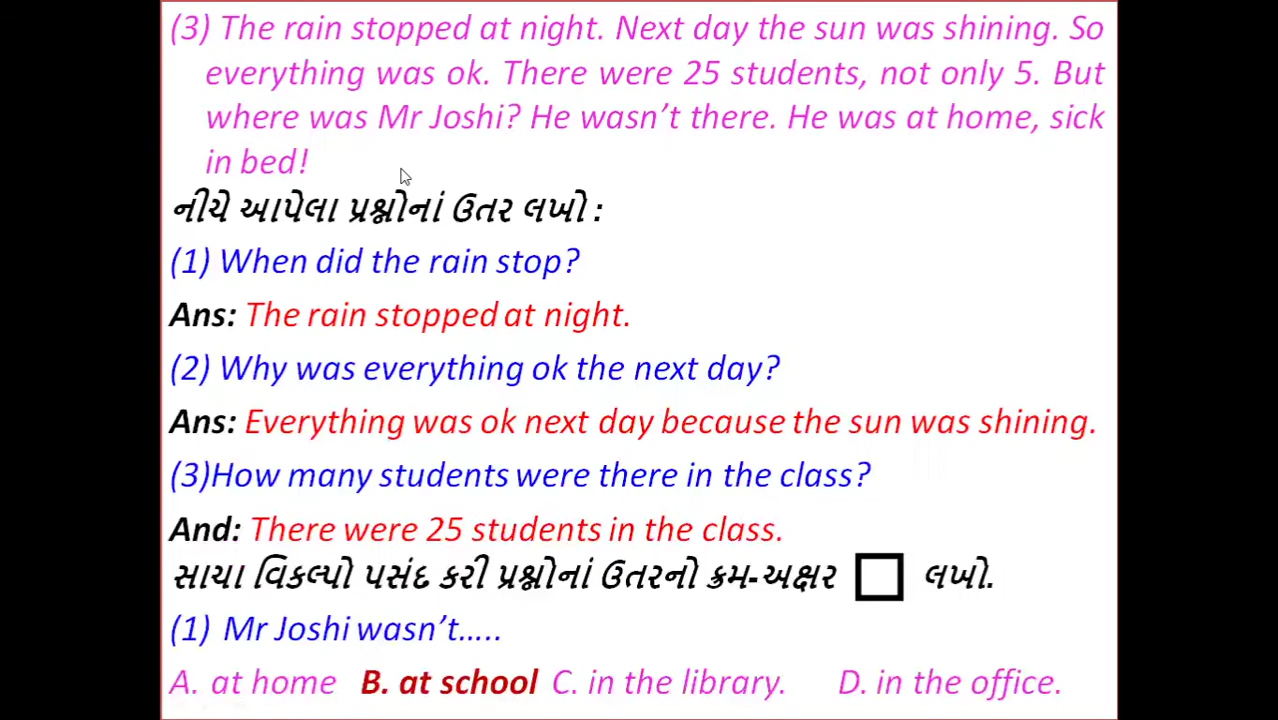 (3) The rain stopped at night. Next day the sun was shining. So
everything was ok. There were 25 students, not only 5. But
where was Mr Joshi? He wasn’t there. He was at home, sick
in bed!
નીચે આપેલા પ્રશ્નોનાં ઉતર લખો :
(1) When did the rain stop?
Ans: The rain stopped at night.
(2) Why was everything ok the next day?
Ans: Everything was ok next day because the sun was shining.
(3)How many students were there in the class?
And: There were 25 students in the class.
સાચા વિકલ્પો પસંદ કરી પ્રશ્નોનાં ઉતરનો ક્રમ-અક્ષર લખો.
(1) Mr Joshi wasn’t…..
A. at home B. at school C. in the library. D. in the office.